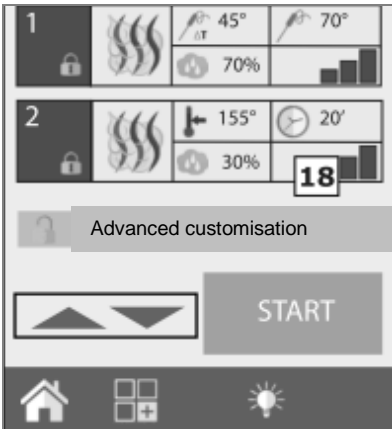 1 45° 70°
ΔT
70%
2 155° 20'
30%
18
Advanced customisation
START